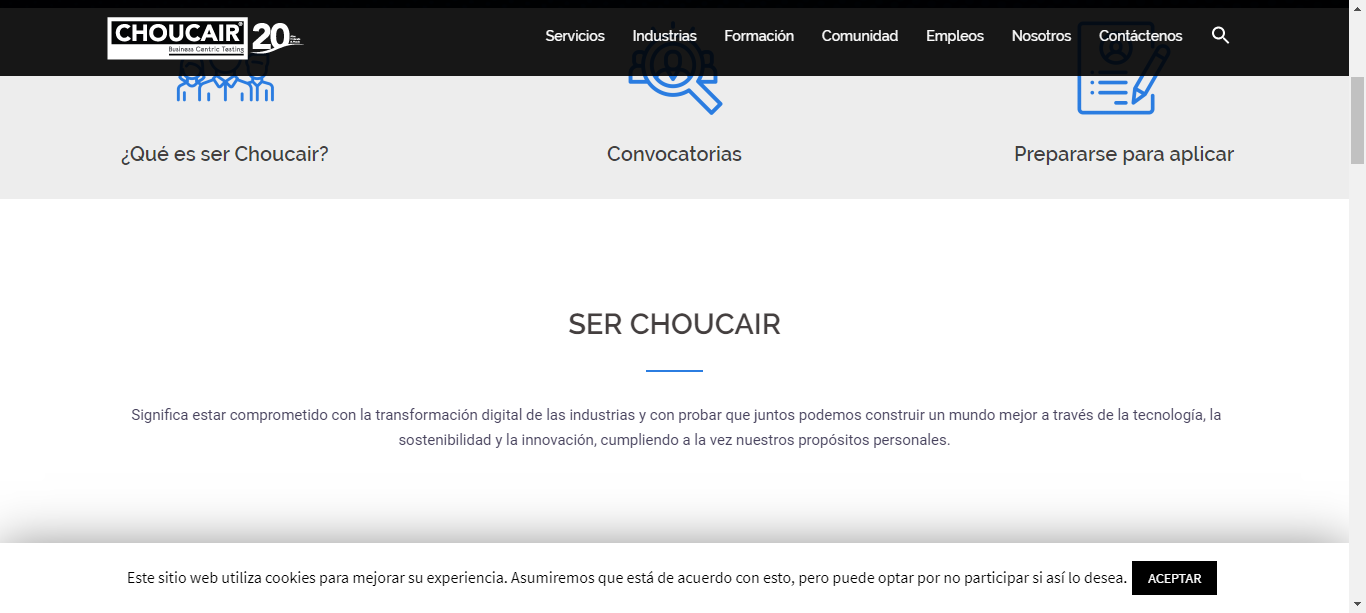 CHOUCAIR®
Business Centric Testing
20
Servicios
Industrias
Formación
Comunidad
Empleos
Nosotros
Contáctenos
¿Qué es ser Choucair?
Convocatorias
Prepararse para aplicar
SER CHOUCAIR
Significa estar comprometido con la transformación digital de las industrias y con probar que juntos podemos construir un mundo mejor a través de la tecnología, la
sostenibilidad y la innovación, cumpliendo a la vez nuestros propósitos personales.
Este sitio web utiliza cookies para mejorar su experiencia. Asumiremos que está de acuerdo con esto, pero puede optar por no participar si así lo desea.
ACEPTAR